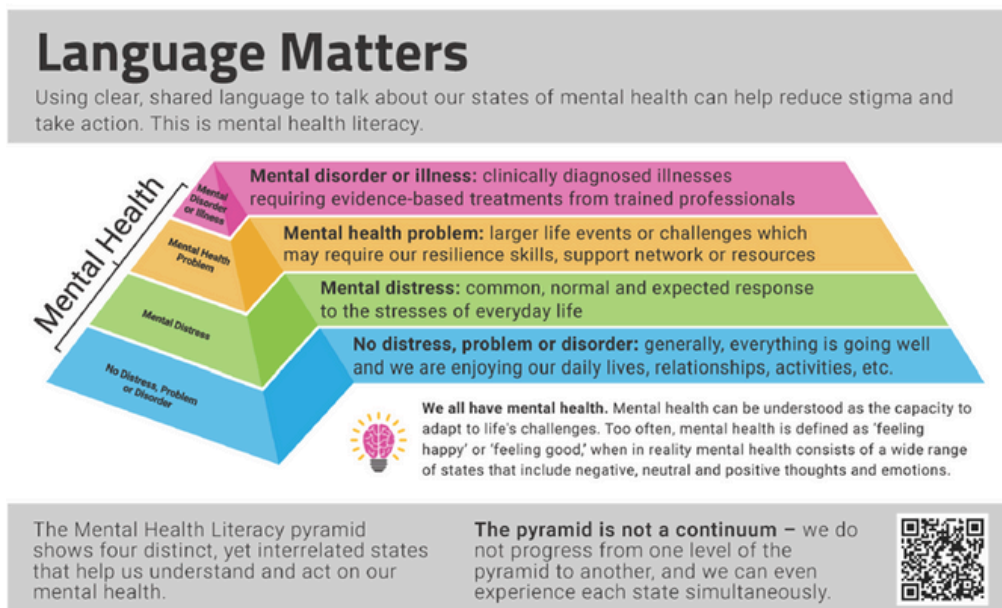 Language Matters
Using clear, shared language to talk about our states of mental health can help reduce stigma and
take action. This is mental health literacy.
Mental Health
Mental
Disorder
or Illness
Mental disorder or illness: clinically diagnosed illnesses
requiring evidence-based treatments from trained professionals
Mental Health
Problem
Mental health problem: larger life events or challenges which
may require our resilience skills, support network or resources
Mental Distress
Mental distress: common, normal and expected response
to the stresses of everyday life
No Distress, Problem
or Disorder
No distress, problem or disorder: generally, everything is going well
and we are enjoying our daily lives, relationships, activities, etc.
We all have mental health. Mental health can be understood as the capacity to
adapt to life's challenges. Too often, mental health is defined as 'feeling
happy' or 'feeling good,' when in reality mental health consists of a wide range
of states that include negative, neutral and positive thoughts and emotions.
The Mental Health Literacy pyramid
shows four distinct, yet interrelated states
that help us understand and act on our
mental health.
The pyramid is not a continuum – we do
not progress from one level of the
pyramid to another, and we can even
experience each state simultaneously.